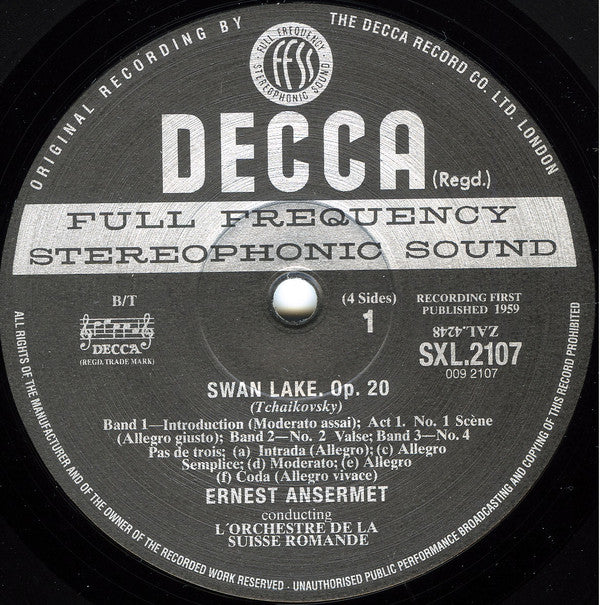 ORIGINAL RECORDING BY THE DECCA RECORD CO. LTD. LONDON
FULL FREQUENCY
STEREOPHONIC SOUND
FFSS
DECCA (Regd.)
FULL FREQUENCY
STEREOPHONIC SOUND
B/T
DECCA
(REGD. TRADE MARK)
(4 Sides)
1
RECORDING FIRST
PUBLISHED 1959
ZAL.4248
SXL.2107
009 2107
SWAN LAKE. Op. 20
(Tchaikovsky)
Band 1—Introduction (Moderato assai); Act 1. No. 1 Scène
(Allegro giusto); Band 2—No. 2 Valse; Band 3—No. 4
Pas de trois; (a) Intrada (Allegro); (c) Allegro
Semplice; (d) Moderato; (e) Allegro
(f) Coda (Allegro vivace)
ERNEST ANSERMET
conducting
L'ORCHESTRE DE LA
SUISSE ROMANDE
ALL RIGHTS OF THE MANUFACTURER AND OF THE OWNER OF THE RECORDED WORK RESERVED · UNAUTHORISED PUBLIC PERFORMANCE BROADCASTING AND COPYING OF THIS RECORD PROHIBITED